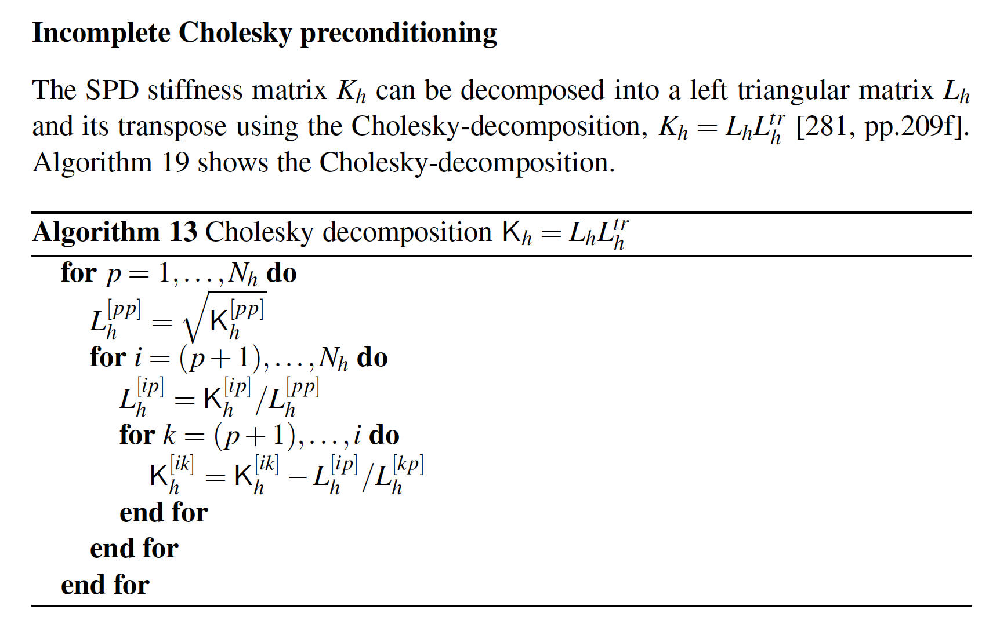 Incomplete Cholesky preconditioning
The SPD stiffness matrix $K_h$ can be decomposed into a left triangular matrix $L_h$
and its transpose using the Cholesky-decomposition, $K_h = L_h L_h^{tr}$ [281, pp.209f].
Algorithm 19 shows the Cholesky-decomposition.
Algorithm 13 Cholesky decomposition $\mathsf{K}_h = L_h L_h^{tr}$
for $p = 1, \ldots, N_h$ do
$L_h^{[pp]} = \sqrt{\mathsf{K}_h^{[pp]}}$
for $i = (p+1), \ldots, N_h$ do
$L_h^{[ip]} = \mathsf{K}_h^{[ip]} / L_h^{[pp]}$
for $k = (p+1), \ldots, i$ do
$\mathsf{K}_h^{[ik]} = \mathsf{K}_h^{[ik]} - L_h^{[ip]} / L_h^{[kp]}$
end for
end for
end for